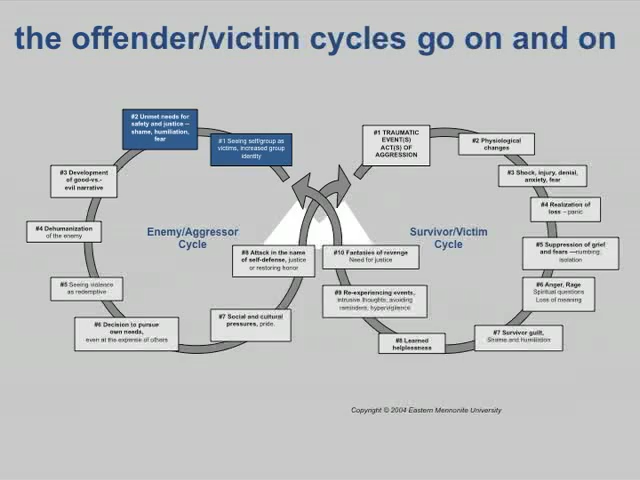 the offender/victim cycles go on and on
#2 Unmet needs for
safety and justice –
shame, humiliation,
fear
#1 Seeing self/group as
victims, increased group
identity
#3 Development
of good-vs.-
evil narrative
#4 Dehumanization
of the enemy
#5 Seeing violence
as redemptive
#6 Decision to pursue
own needs,
even at the expense of others
#7 Social and cultural
pressures, pride.
#8 Attack in the name
of self-defense, justice
or restoring honor
Enemy/Aggressor
Cycle
#1 TRAUMATIC
EVENT(S)
ACT(S) OF
AGGRESSION
#2 Physiological
changes
#3 Shock, injury, denial,
anxiety, fear
#4 Realization of
loss – panic
#5 Suppression of grief
and fears —numbing,
isolation
#6 Anger, Rage
Spiritual questions
Loss of meaning
#7 Survivor guilt,
Shame and humiliation
#8 Learned
helplessness
#9 Re-experiencing events,
intrusive thoughts, avoiding
reminders, hypervigilence
#10 Fantasies of revenge
Need for justice
Survivor/Victim
Cycle
Copyright © 2004 Eastern Mennonite University